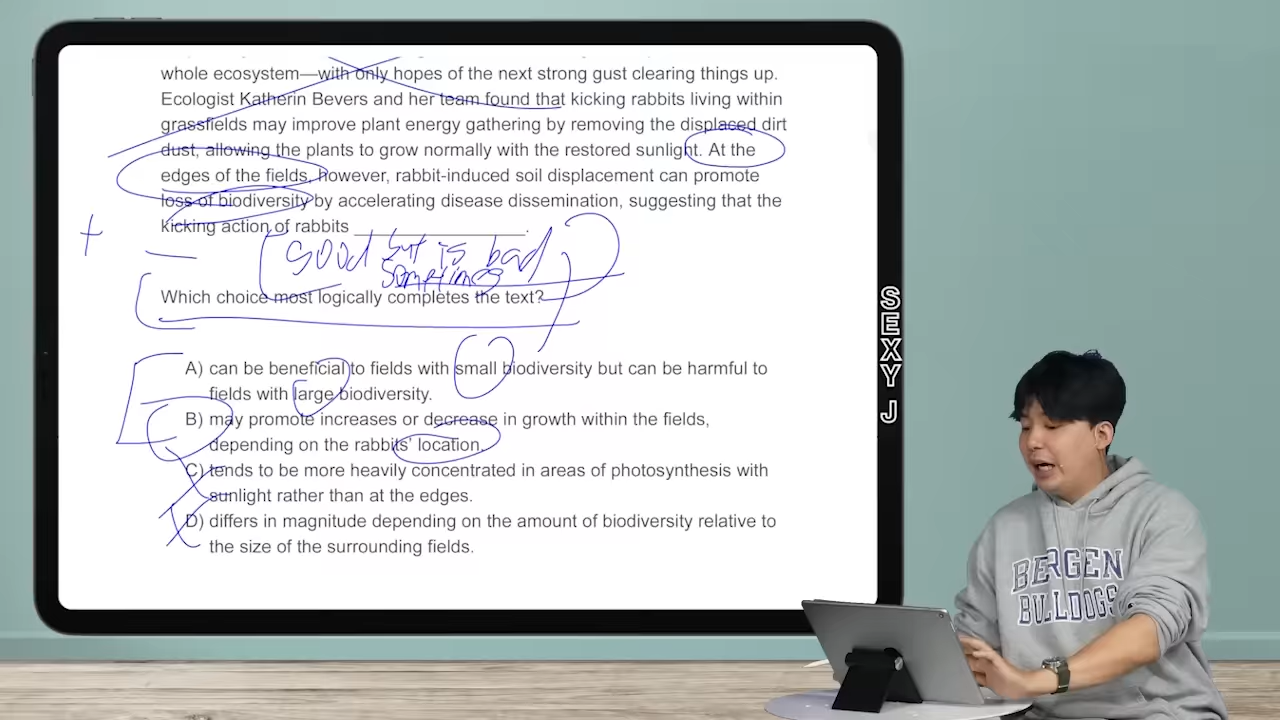 whole ecosystem—with only hopes of the next strong gust clearing things up.
Ecologist Katherin Bevers and her team found that kicking rabbits living within
grassfields may improve plant energy gathering by removing the displaced dirt
dust, allowing the plants to grow normally with the restored sunlight. At the
edges of the fields, however, rabbit-induced soil displacement can promote
loss of biodiversity by accelerating disease dissemination, suggesting that the
kicking action of rabbits ________________.
+
—
good but is bad
sometimes
Which choice most logically completes the text?
A) can be beneficial to fields with small biodiversity but can be harmful to
fields with large biodiversity.
B) may promote increases or decrease in growth within the fields,
depending on the rabbits' location.
C) tends to be more heavily concentrated in areas of photosynthesis with
sunlight rather than at the edges.
D) differs in magnitude depending on the amount of biodiversity relative to
the size of the surrounding fields.
SEXY J
BERGEN
BULLDOGS